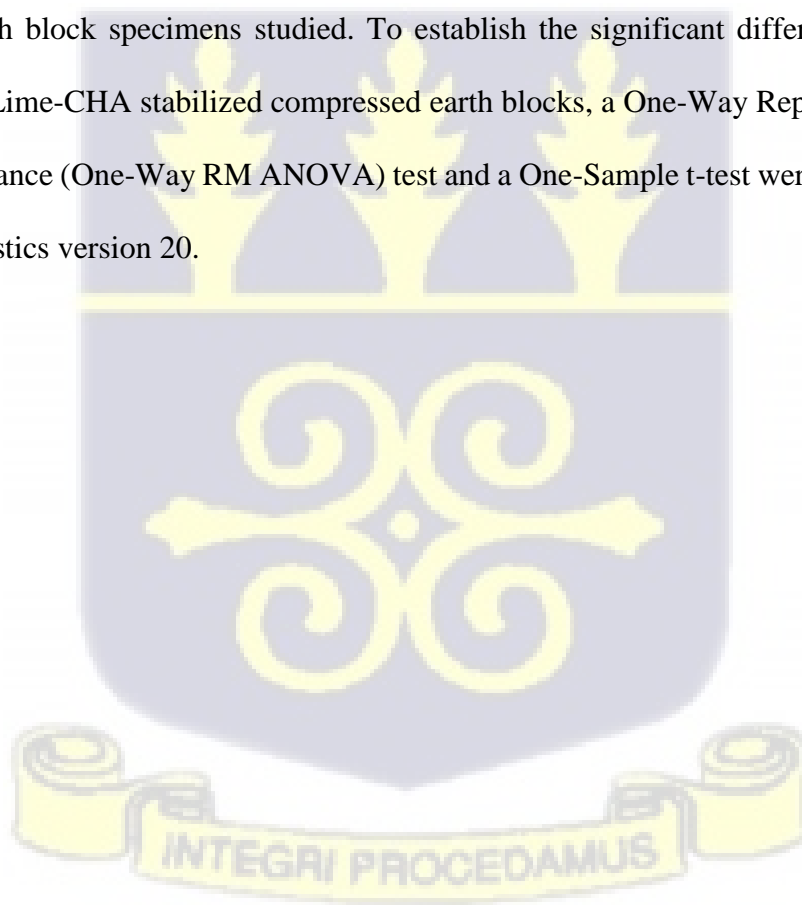 h block specimens studied. To establish the significant differ
Lime-CHA stabilized compressed earth blocks, a One-Way Rep
ance (One-Way RM ANOVA) test and a One-Sample t-test wer
stics version 20.
INTEGRI PROCEDAMUS